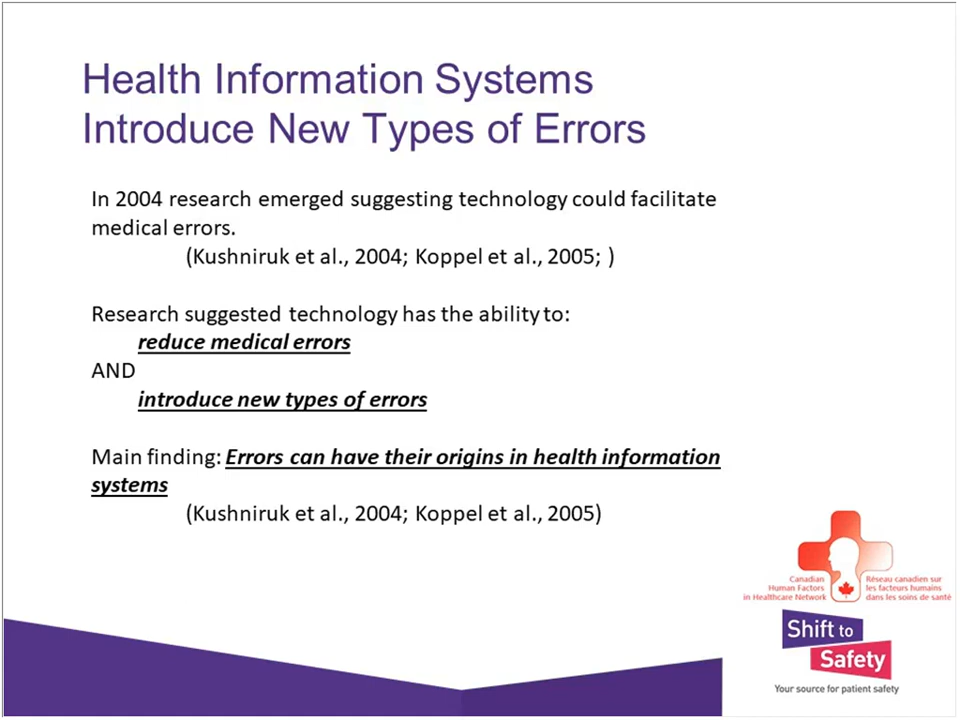 Health Information Systems
Introduce New Types of Errors
In 2004 research emerged suggesting technology could facilitate
medical errors.
(Kushniruk et al., 2004; Koppel et al., 2005; )
Research suggested technology has the ability to:
reduce medical errors
AND
introduce new types of errors
Main finding: Errors can have their origins in health information
systems
(Kushniruk et al., 2004; Koppel et al., 2005)
Canadian
Human Factors
in Healthcare Network
Réseau canadien sur
les facteurs humains
dans les soins de santé
Shift to
Safety
Your source for patient safety